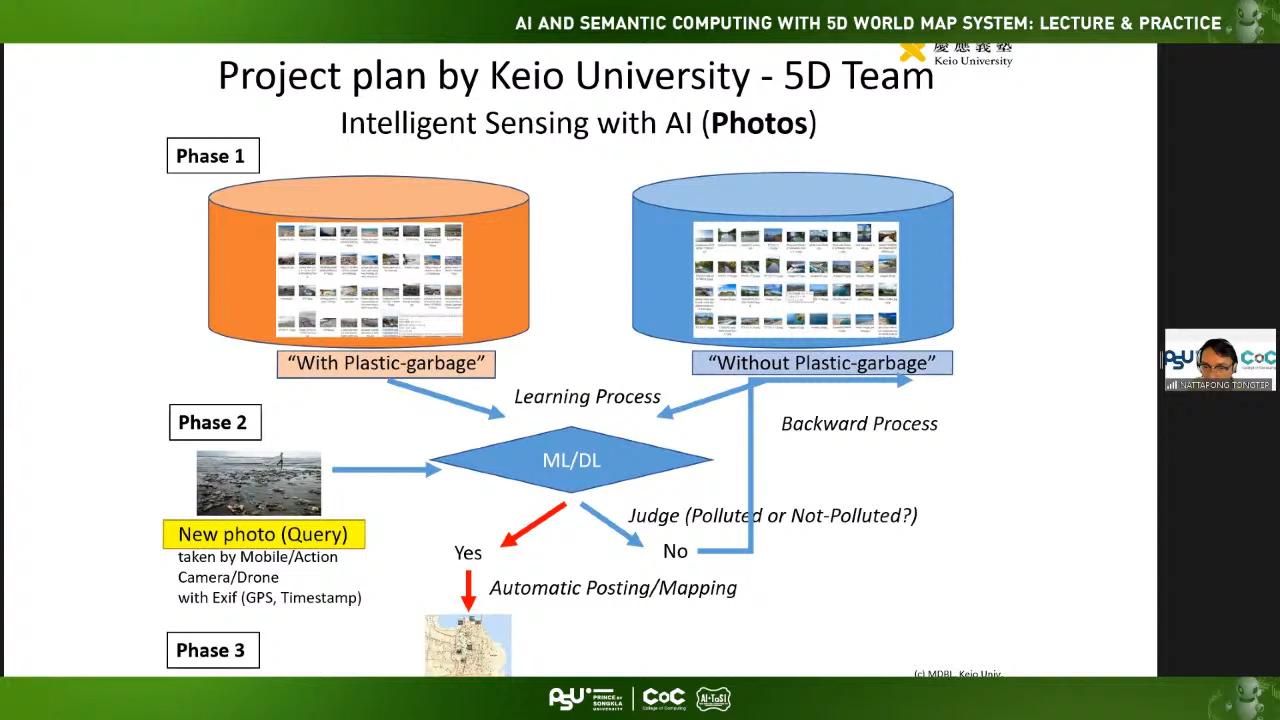 AI AND SEMANTIC COMPUTING WITH 5D WORLD MAP SYSTEM: LECTURE & PRACTICE
慶應義塾
Keio University
Project plan by Keio University - 5D Team
Intelligent Sensing with AI (Photos)
Phase 1
“With Plastic-garbage”
“Without Plastic-garbage”
Learning Process
Backward Process
Phase 2
ML/DL
New photo (Query)
taken by Mobile/Action
Camera/Drone
with Exif (GPS, Timestamp)
Judge (Polluted or Not-Polluted?)
Yes
No
Automatic Posting/Mapping
Phase 3
(c) MDBL, Keio Univ.
PSU
CoC
NATTAPONG TONGTEP
PSU
PRINCE OF
SONGKLA
UNIVERSITY
CoC
College of Computing
AI-TaSI